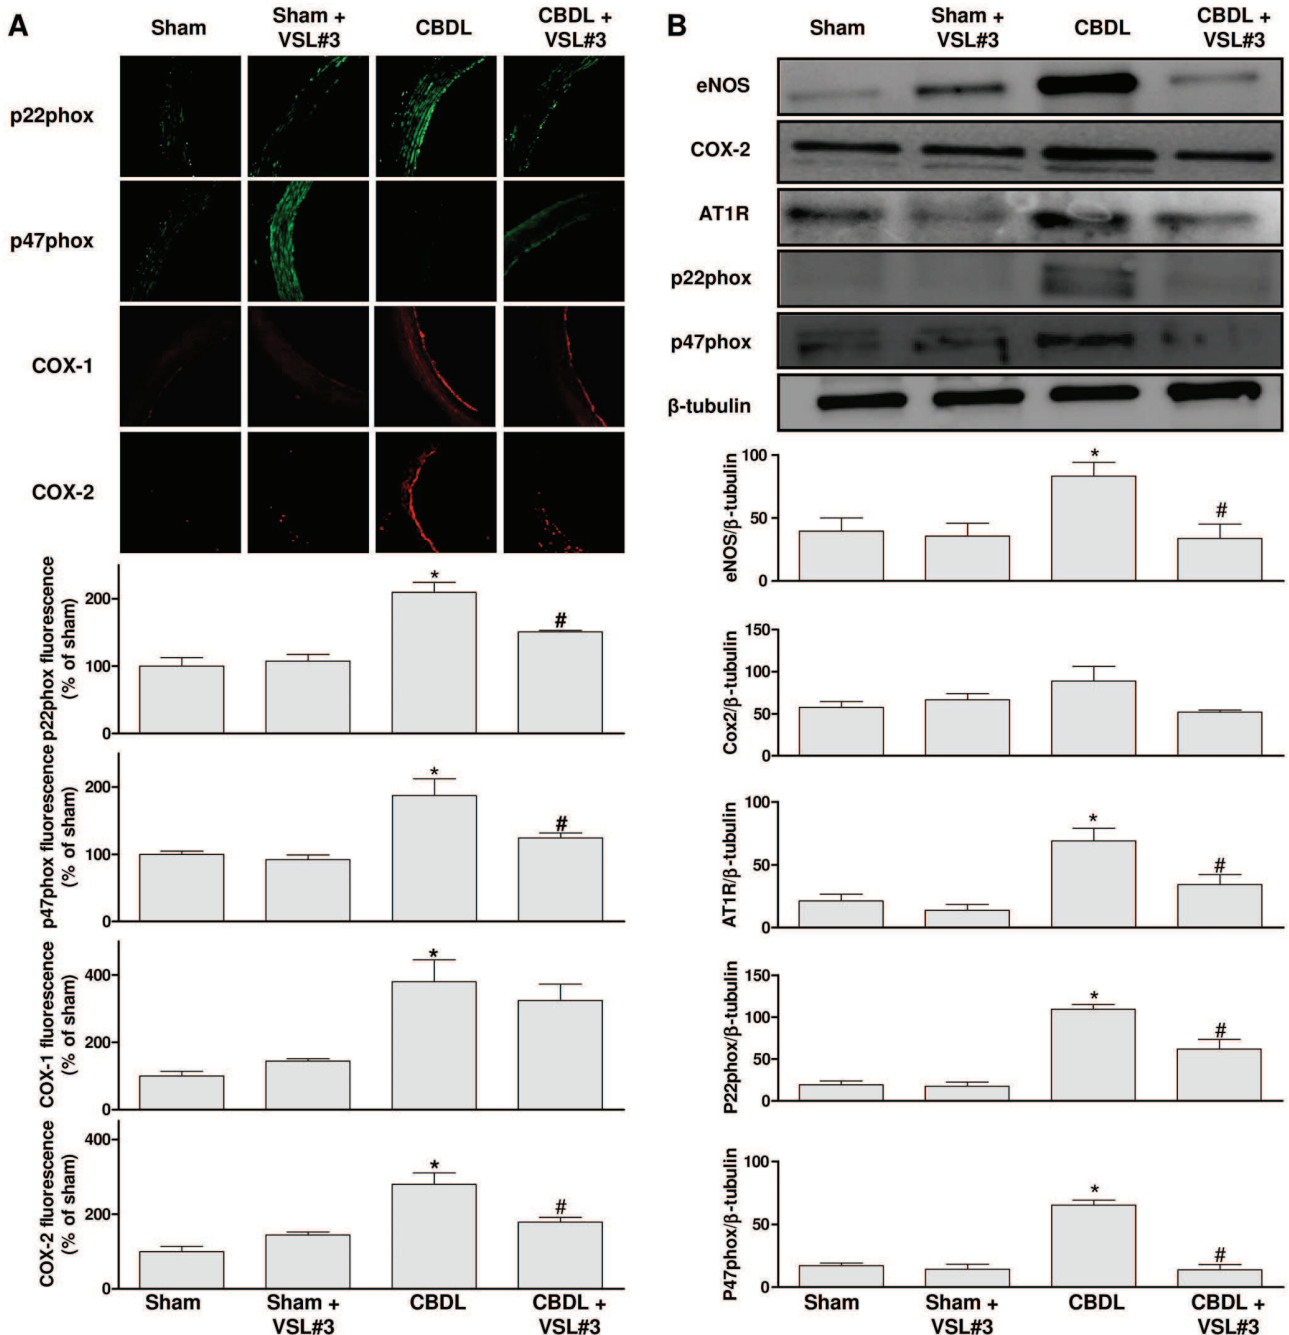 A
Sham
Sham +
VSL#3
CBDL
CBDL +
VSL#3
p22phox
p47phox
COX-1
COX-2
p22phox fluorescence
(% of sham)
200
100
0
*
#
p47phox fluorescence
(% of sham)
200
100
0
*
#
COX-1 fluorescence
(% of sham)
400
200
0
*
COX-2 fluorescence
(% of sham)
400
200
0
*
#
Sham
Sham +
VSL#3
CBDL
CBDL +
VSL#3
B
Sham
Sham +
VSL#3
CBDL
CBDL +
VSL#3
eNOS
COX-2
AT1R
p22phox
p47phox
β-tubulin
eNOS/β-tubulin
100
50
0
*
#
Cox2/β-tubulin
150
100
50
0
AT1R/β-tubulin
100
50
0
*
#
P22phox/β-tubulin
150
100
50
0
*
#
P47phox/β-tubulin
100
50
0
*
#
Sham
Sham +
VSL#3
CBDL
CBDL +
VSL#3